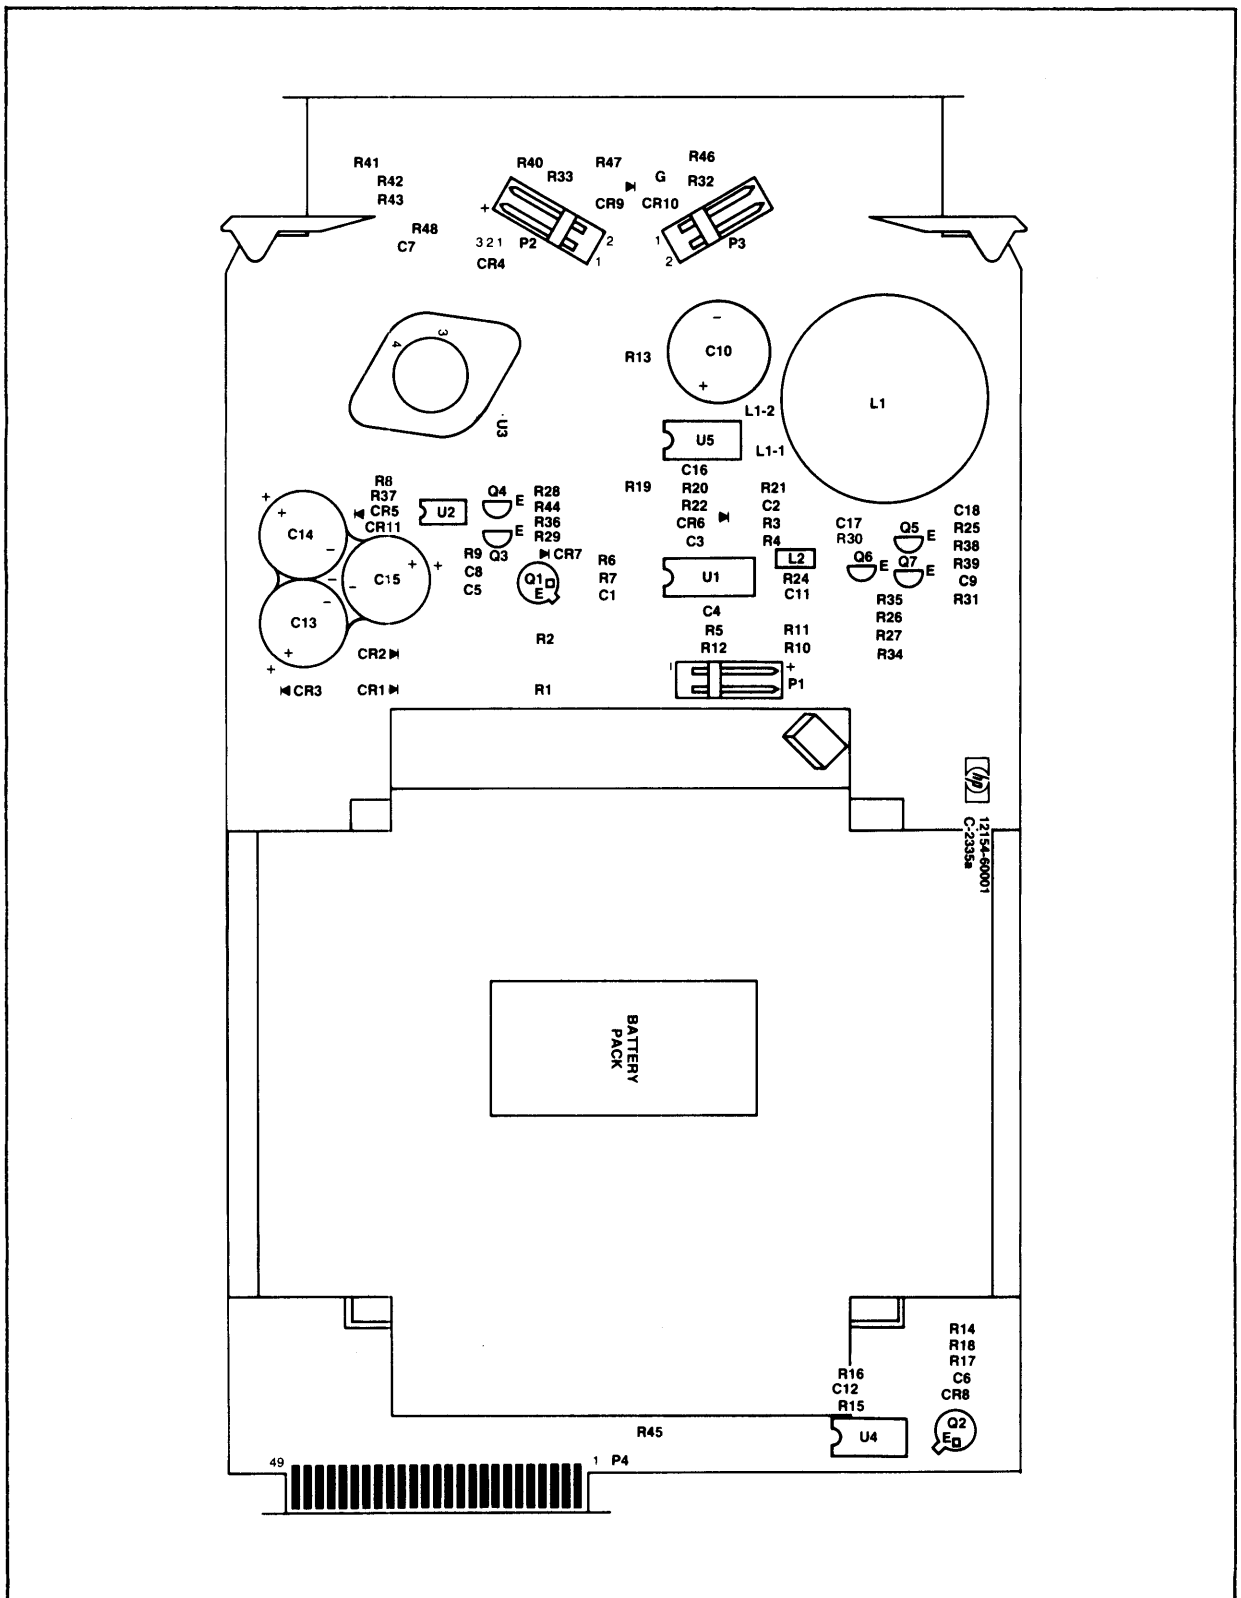 R41
R40
R47
R46
R42
R33
G
R32
R43
CR9
CR10
+
R48
C7
3 2 1
P2
2
1
1
P3
2
CR4
3
4
U3
R13
−
C10
+
L1-2
L1
U5
L1-1
C16
R8
R37
CR5
CR11
U2
Q4
E
E
Q3
R28
R44
R36
R29
CR7
R19
R20
R22
CR6
C3
R21
C2
R3
R4
C17
R30
Q5
E
C18
R25
R38
R39
C9
R31
+
+
C14
−
−
−
C15
+
+
−
C13
+
+
R9
C8
C5
Q1
E
R6
R7
C1
U1
L2
R24
C11
Q6
E
Q7
E
C4
R5
R12
R11
R10
R35
R26
R27
R34
R2
CR2
CR3
CR1
R1
+
P1
hp
12154-60001
C-2335a
BATTERY
PACK
R14
R18
R17
C6
CR8
R16
C12
R15
R45
U4
Q2
E
49
1
P4